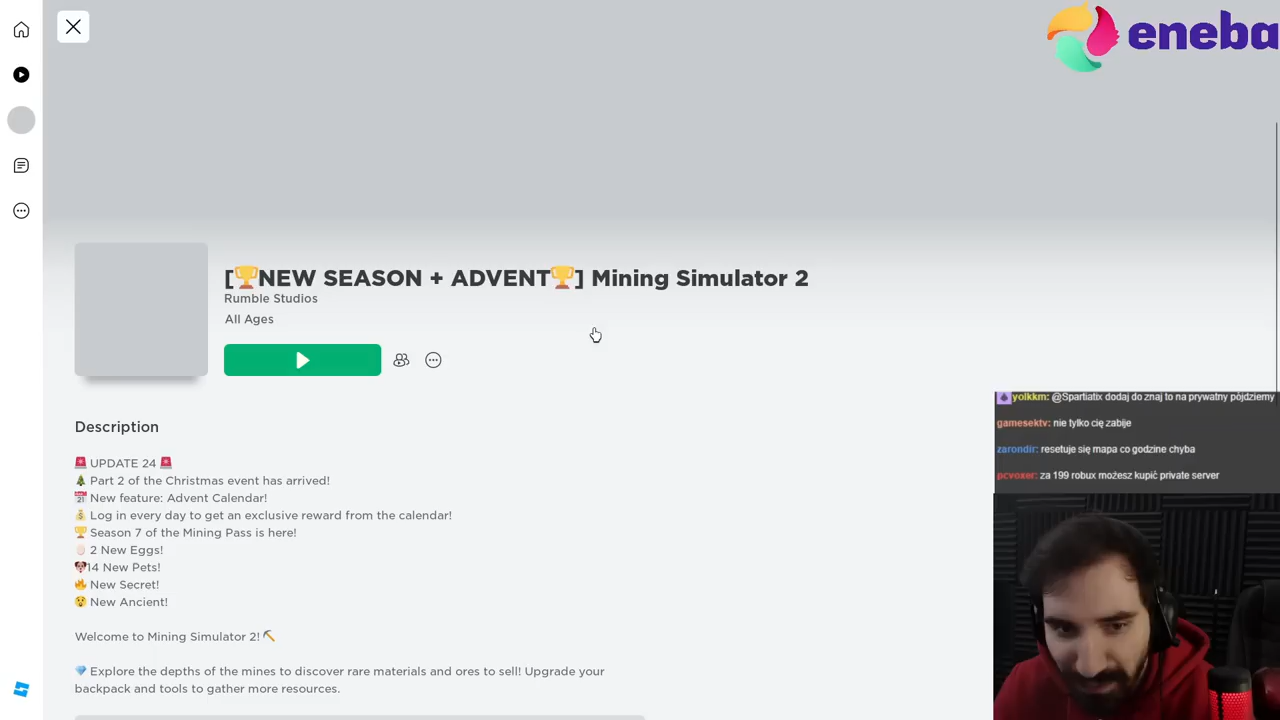 eneba
[🏆NEW SEASON + ADVENT🏆] Mining Simulator 2
Rumble Studios
All Ages
Description
🚨 UPDATE 24 🚨
🎄 Part 2 of the Christmas event has arrived!
📅 New feature: Advent Calendar!
💰 Log in every day to get an exclusive reward from the calendar!
🏆 Season 7 of the Mining Pass is here!
🥚 2 New Eggs!
🐶14 New Pets!
🔥 New Secret!
😲 New Ancient!
Welcome to Mining Simulator 2!⛏️
💎 Explore the depths of the mines to discover rare materials and ores to sell! Upgrade your
backpack and tools to gather more resources.
yolkkm: @Spartiatix dodaj do znaj to na prywatny pójdziemy
gamesektv: nie tylko cię zabije
zarondir: resetuje się mapa co godzine chyba
pcvoxer: za 199 robux możesz kupić private server